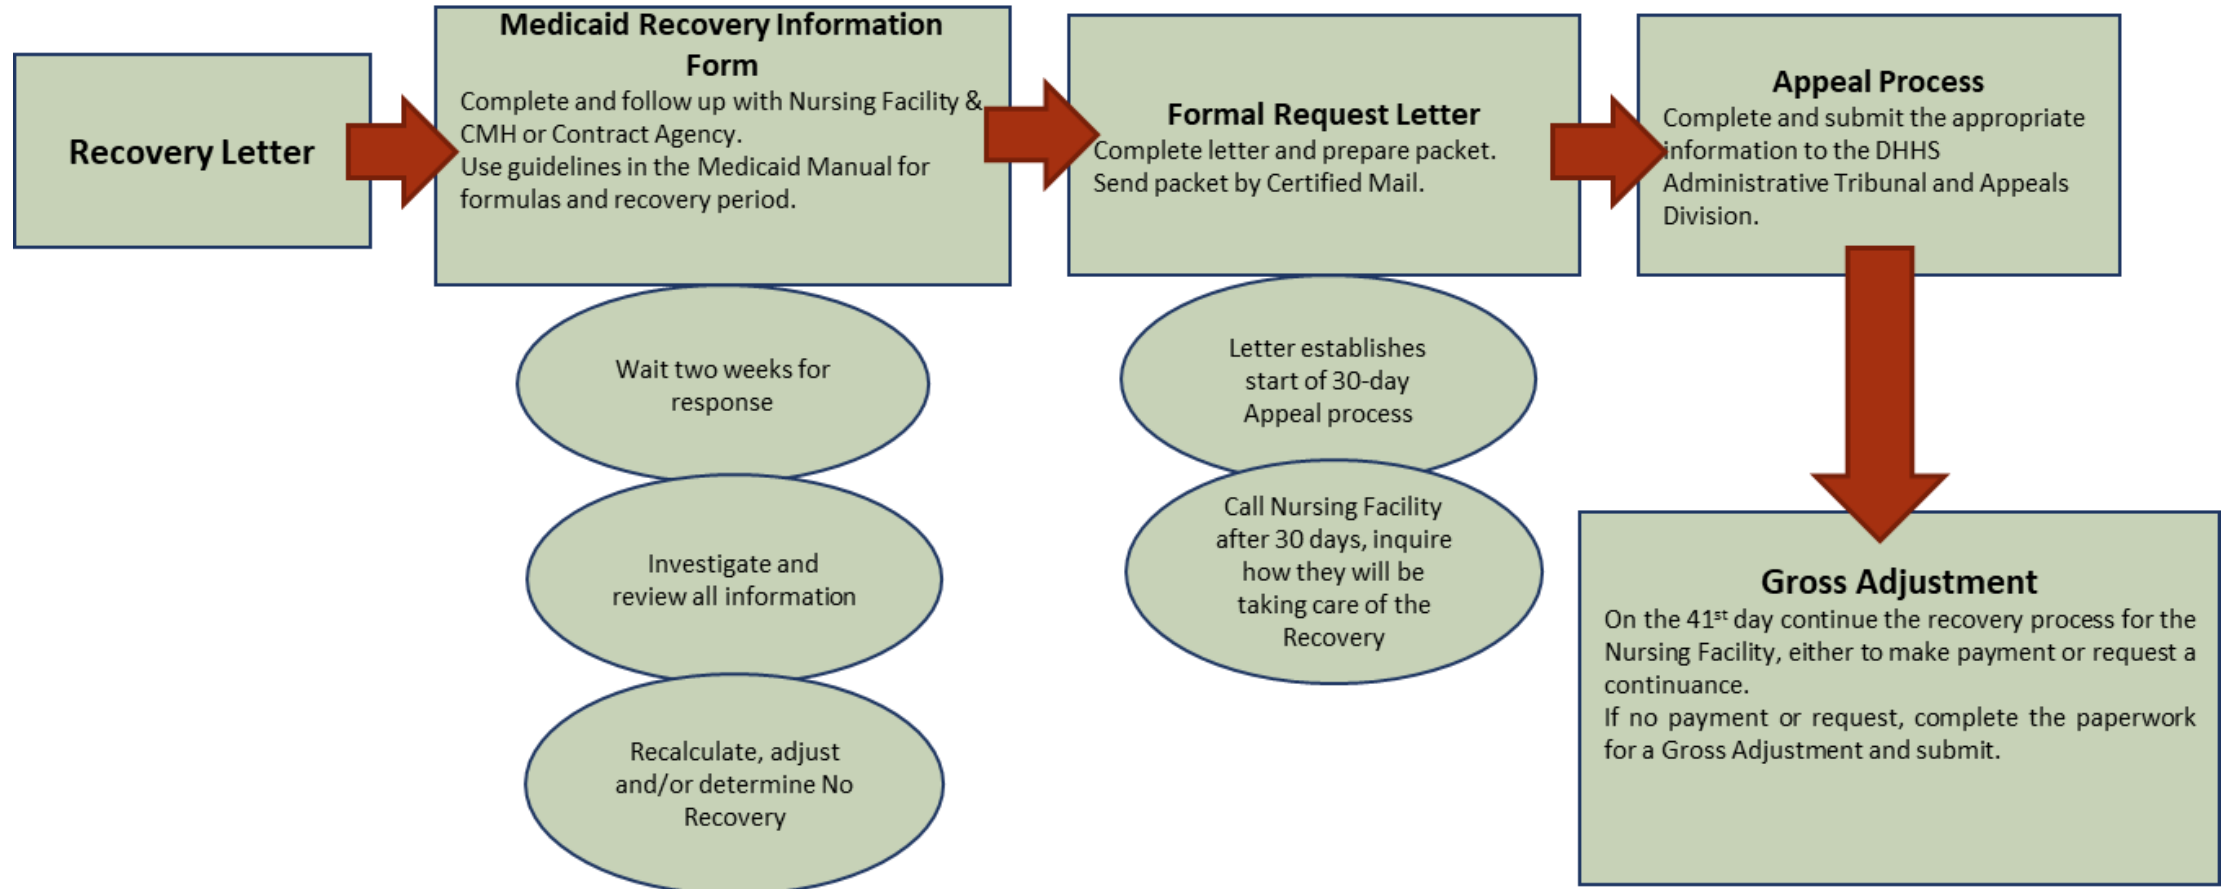 Recovery Letter
Medicaid Recovery Information
Form
Complete and follow up with Nursing Facility &
CMH or Contract Agency.
Use guidelines in the Medicaid Manual for
formulas and recovery period.
Wait two weeks for
response
Investigate and
review all information
Recalculate, adjust
and/or determine No
Recovery
Formal Request Letter
Complete letter and prepare packet.
Send packet by Certified Mail.
Letter establishes
start of 30-day
Appeal process
Call Nursing Facility
after 30 days, inquire
how they will be
taking care of the
Recovery
Appeal Process
Complete and submit the appropriate
information to the DHHS
Administrative Tribunal and Appeals
Division.
Gross Adjustment
On the 41st day continue the recovery process for the
Nursing Facility, either to make payment or request a
continuance.
If no payment or request, complete the paperwork
for a Gross Adjustment and submit.